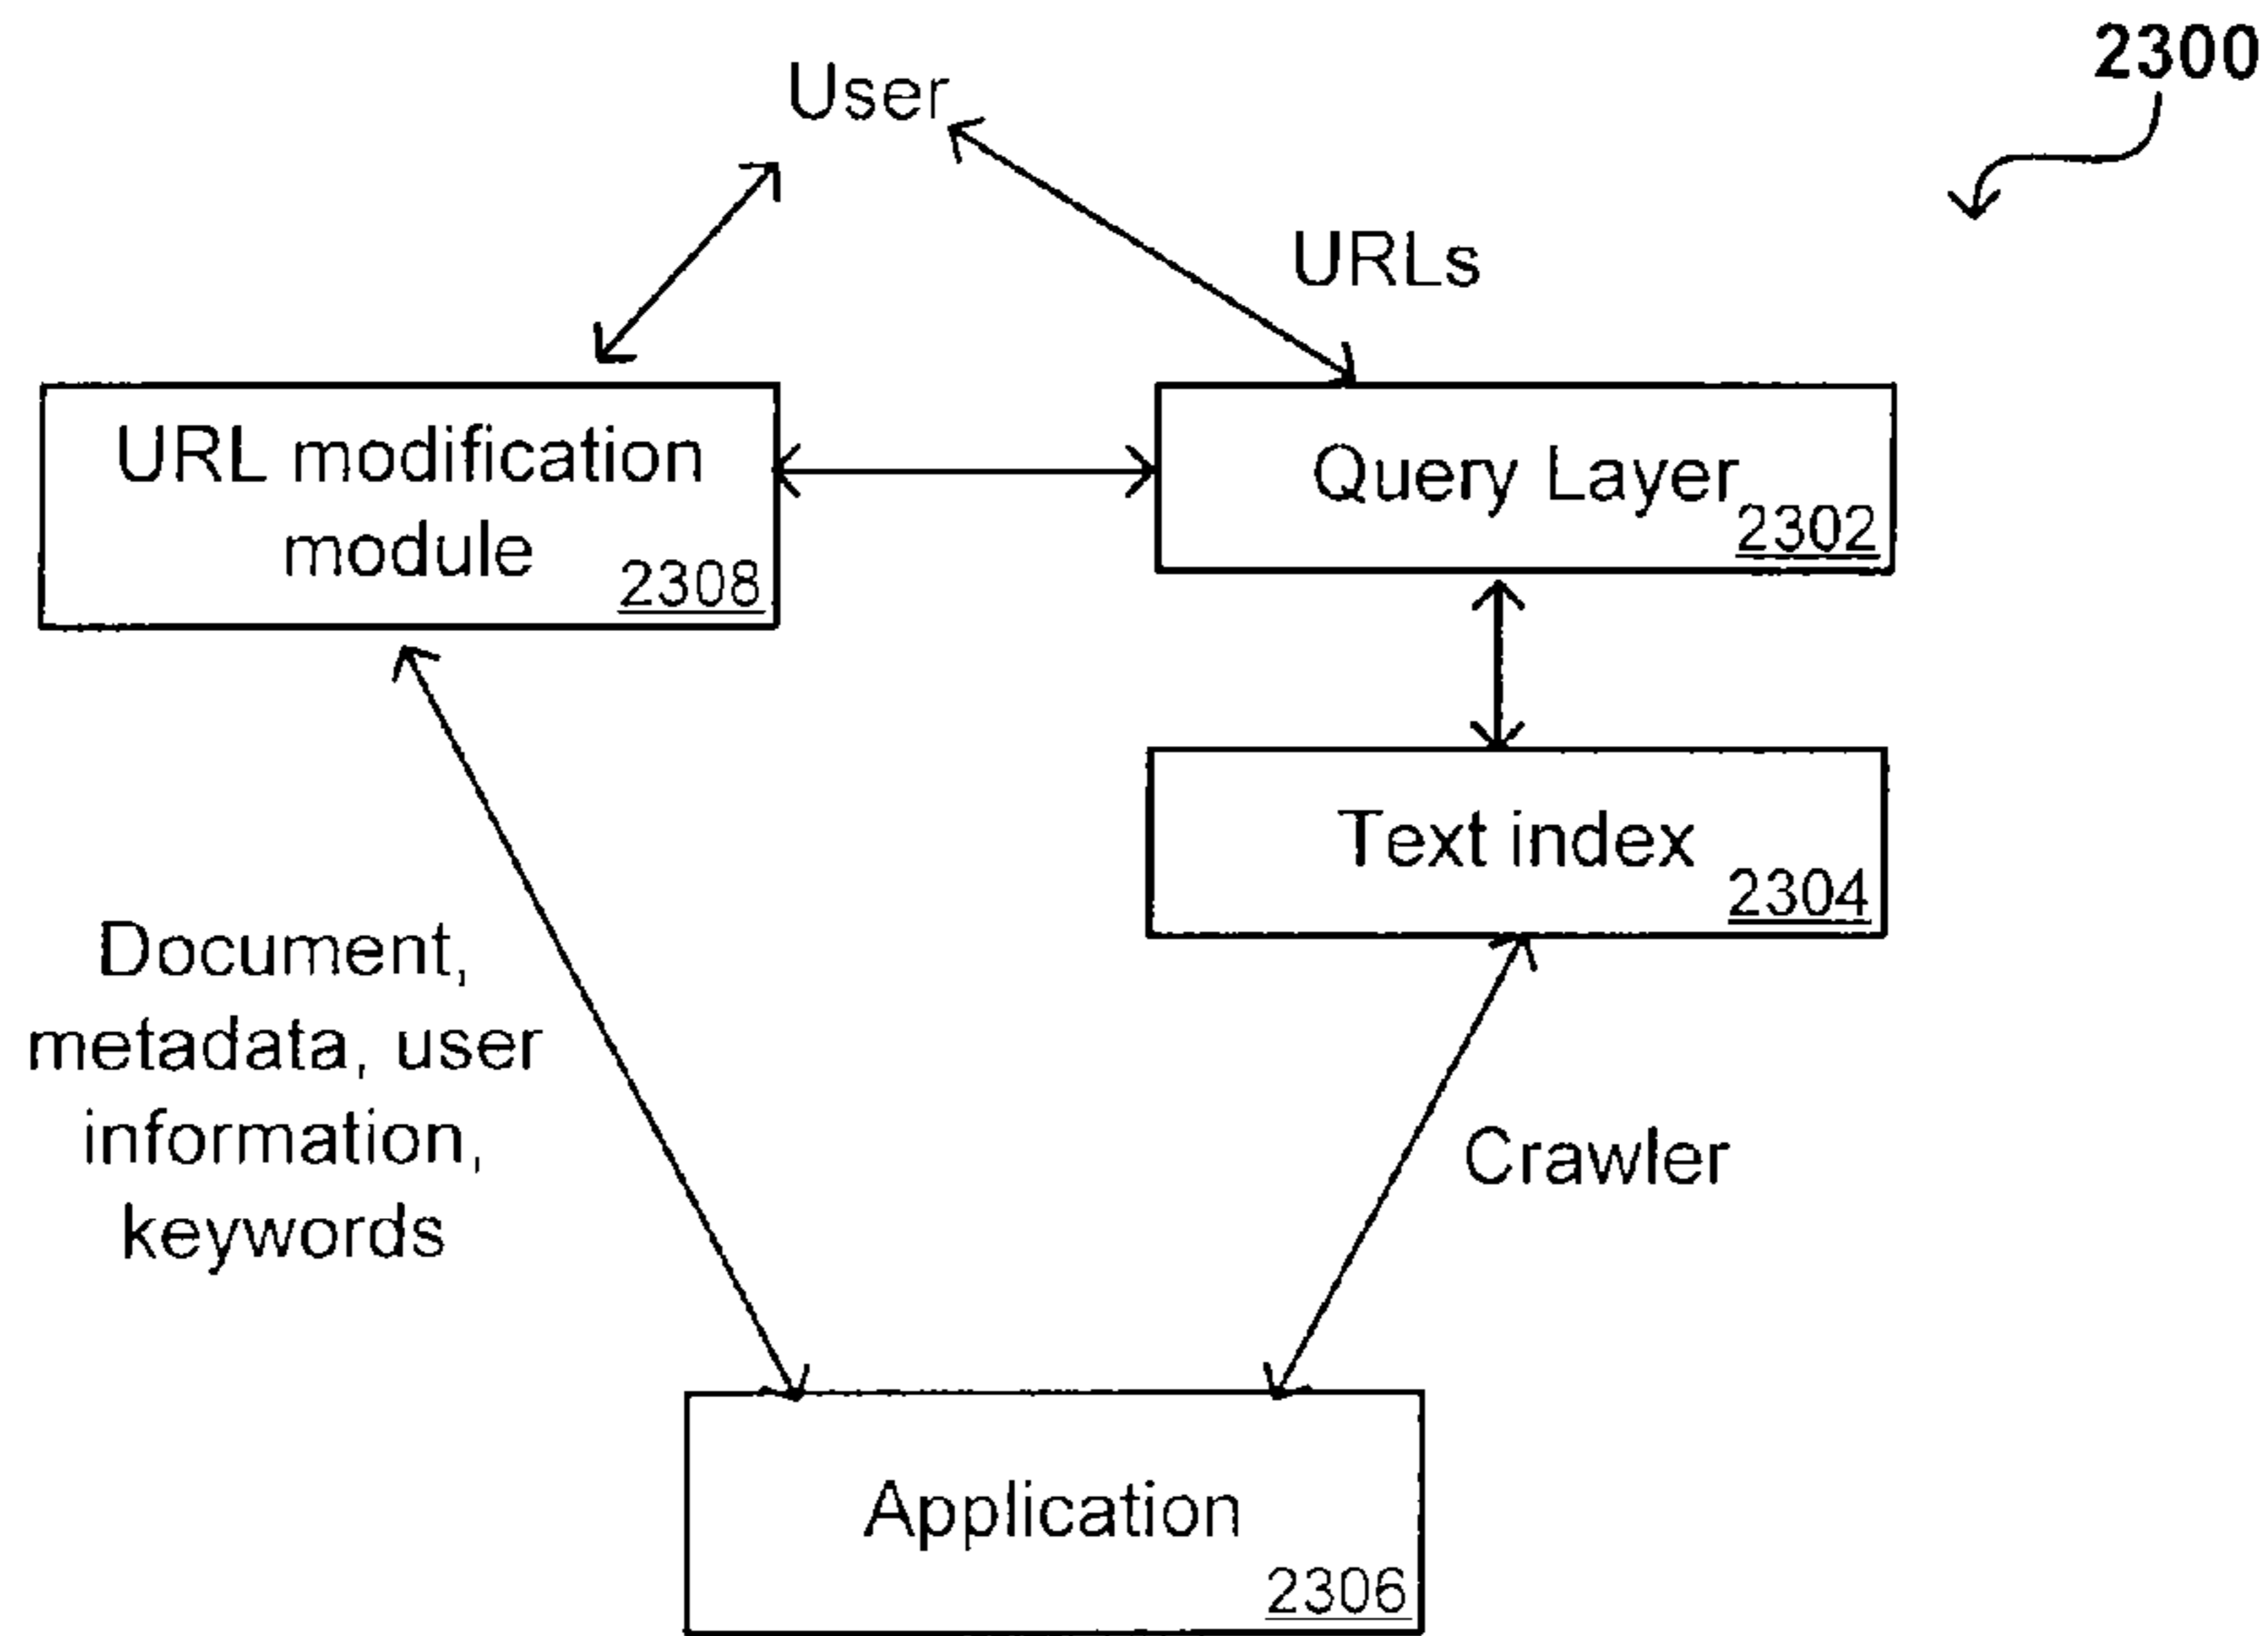 2300
User
URLs
URL modification
module
2308
Query Layer
2302
Text index
2304
Document,
metadata, user
information,
keywords
Crawler
Application
2306